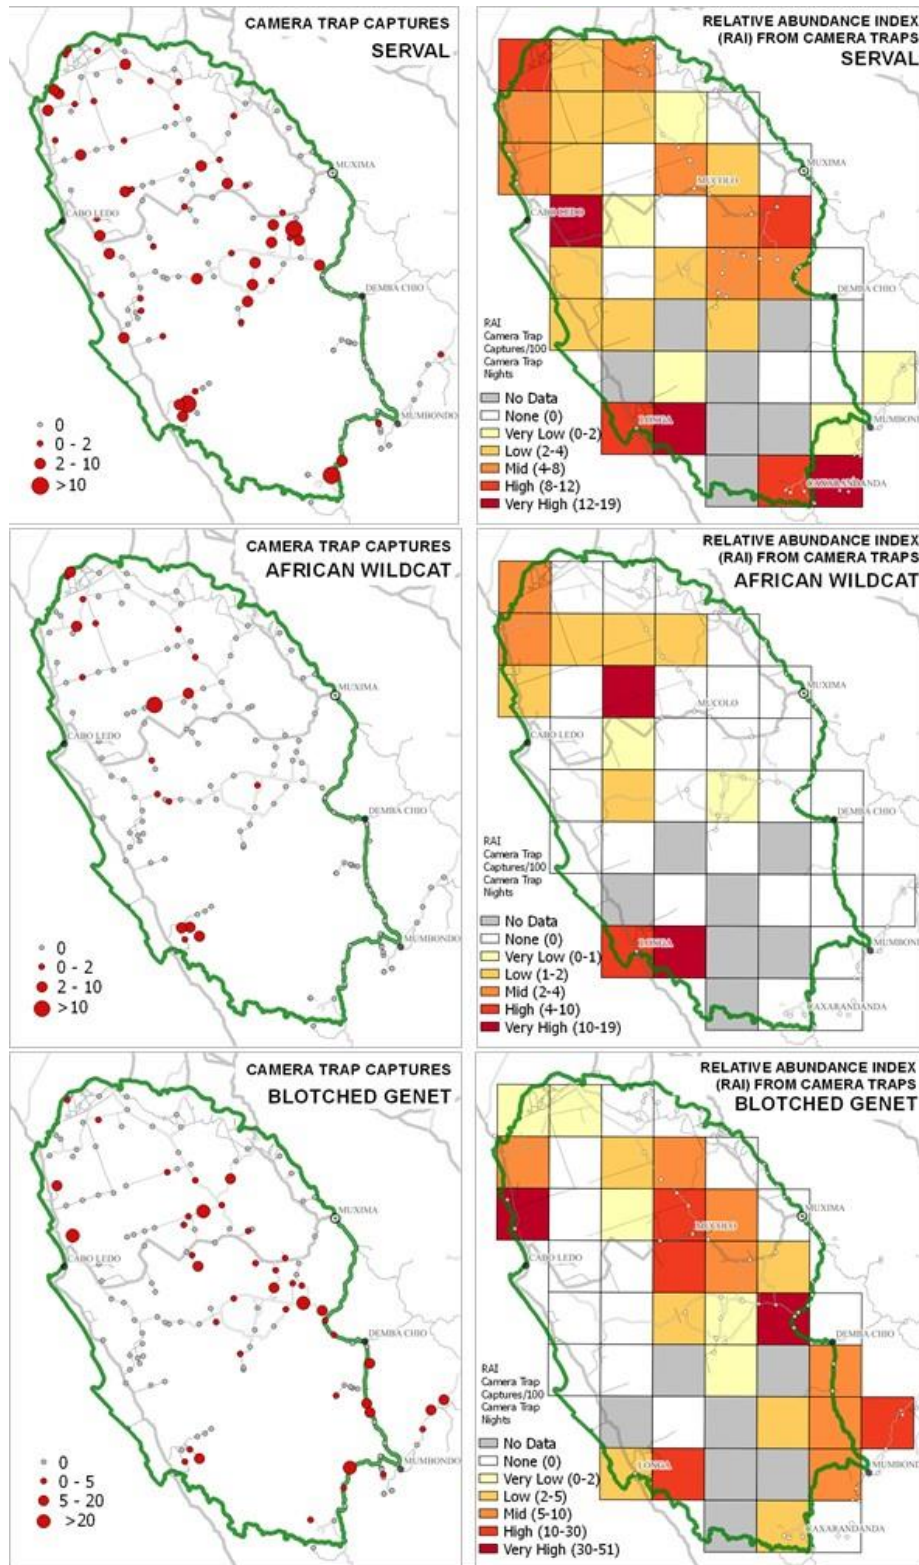 CAMERA TRAP CAPTURES
SERVAL
MUXIMA
CABO LEDO
DEMBA CHIO
MUMBONDO
0
0 - 2
2 - 10
>10
RELATIVE ABUNDANCE INDEX
(RAI) FROM CAMERA TRAPS
SERVAL
MUXIMA
MUCOLO
CABO LEDO
DEMBA CHIO
RAI
Camera Trap
Captures/100
Camera Trap
Nights
No Data
None (0)
Very Low (0-2)
Low (2-4)
Mid (4-8)
High (8-12)
Very High (12-19)
LONGA
MUMBOND
CAXARANDANDA
CAMERA TRAP CAPTURES
AFRICAN WILDCAT
MUXIMA
CABO LEDO
DEMBA CHIO
MUMBONDO
0
0 - 2
2 - 10
>10
RELATIVE ABUNDANCE INDEX
(RAI) FROM CAMERA TRAPS
AFRICAN WILDCAT
MUXIMA
MUCOLO
CABO LEDO
DEMBA CHIO
RAI
Camera Trap
Captures/100
Camera Trap
Nights
No Data
None (0)
Very Low (0-1)
Low (1-2)
Mid (2-4)
High (4-10)
Very High (10-19)
LONGA
MUMBOND
CAXARANDANDA
CAMERA TRAP CAPTURES
BLOTCHED GENET
MUXIMA
CABO LEDO
DEMBA CHIO
MUMBONDO
0
0 - 5
5 - 20
>20
RELATIVE ABUNDANCE INDEX
(RAI) FROM CAMERA TRAPS
BLOTCHED GENET
MUXIMA
MUCOLO
CABO LEDO
DEMBA CHIO
RAI
Camera Trap
Captures/100
Camera Trap
Nights
No Data
None (0)
Very Low (0-2)
Low (2-5)
Mid (5-10)
High (10-30)
Very High (30-51)
LONGA
MUMBOND
CAXARANDANDA